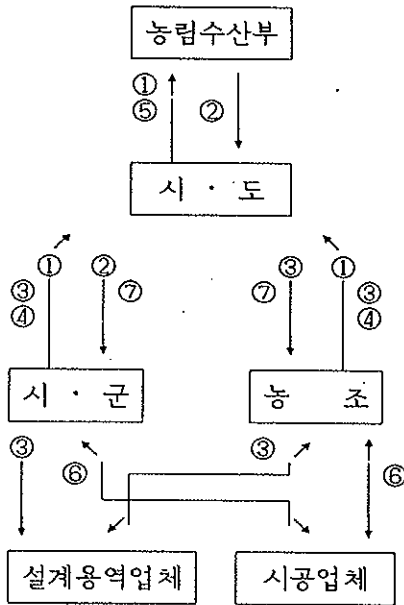 농림수산부
①
⑤ ②
시 · 도
① ② ③ ①
③ ⑦ ⑦ ③
④ ④
시 · 군 농 조
③ ⑥ ③ ⑥
설계용역업체 시공업체